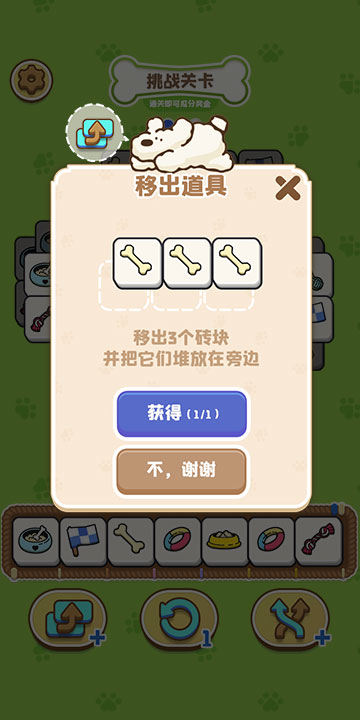 挑战关卡
通关即可瓜分奖金
移出道具
移出3个砖块
并把它们堆放在旁边
获得（1/1）
不，谢谢
1